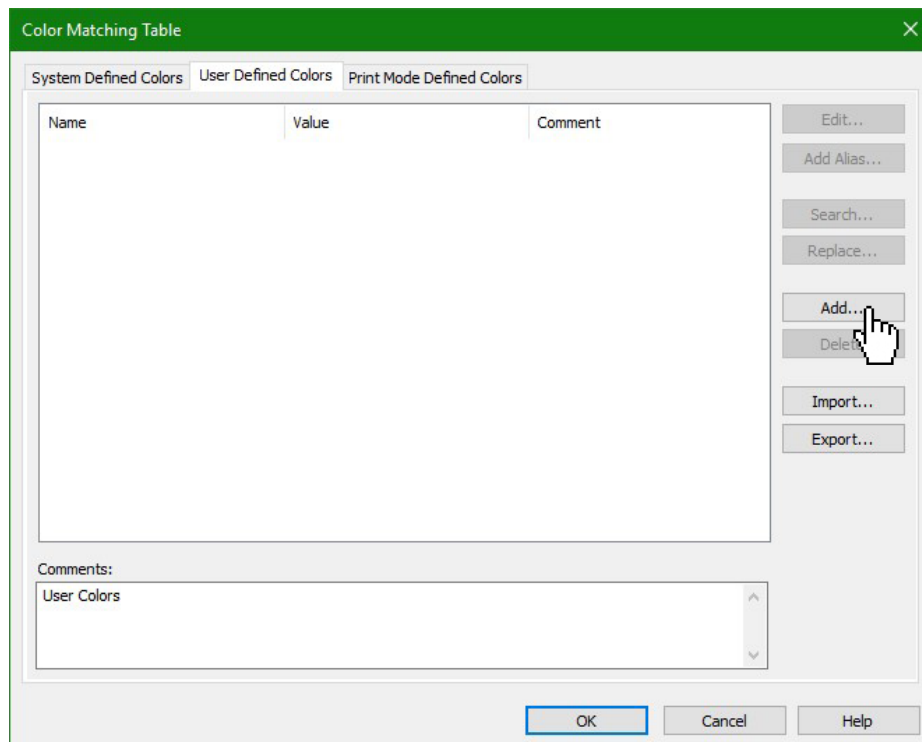 Color Matching Table
System Defined Colors User Defined Colors Print Mode Defined Colors
Name Value Comment
Edit...
Add Alias...
Search...
Replace...
Add...
Import...
Export...
Comments:
User Colors
OK Cancel Help